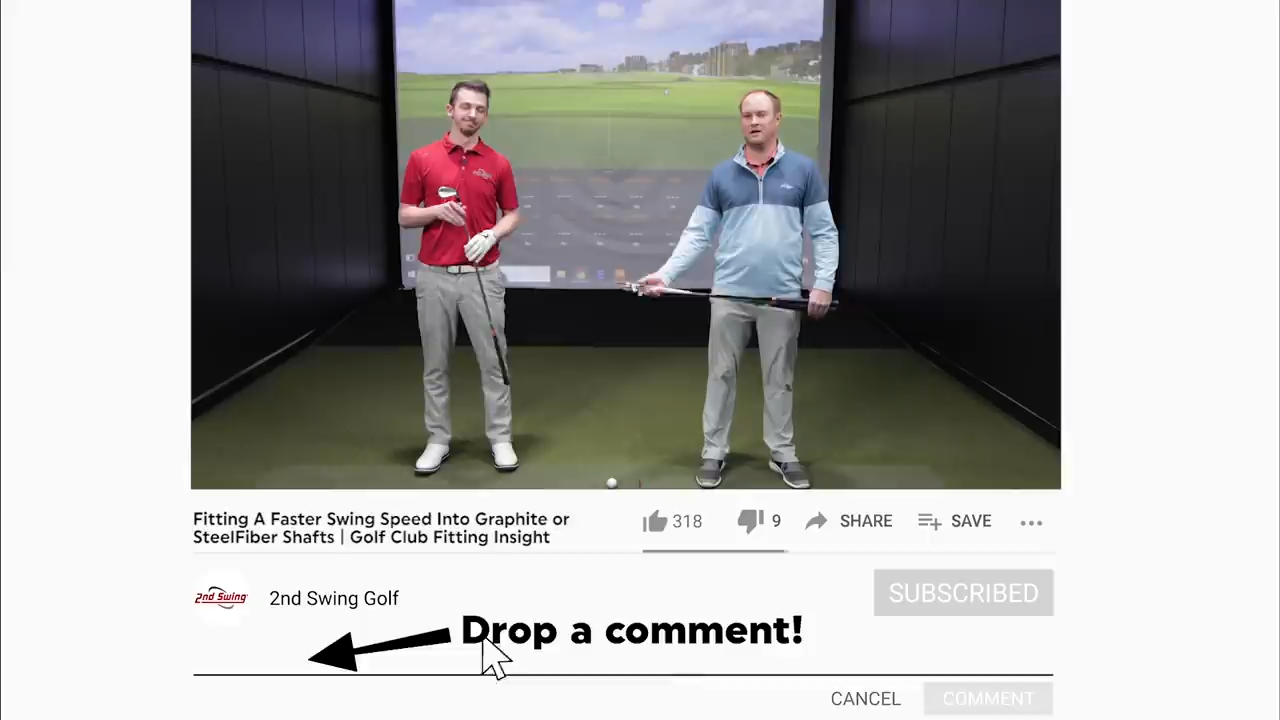 Fitting A Faster Swing Speed Into Graphite or
SteelFiber Shafts | Golf Club Fitting Insight
318
9
SHARE
SAVE
2nd Swing
2nd Swing Golf
SUBSCRIBED
Drop a comment!
CANCEL
COMMENT